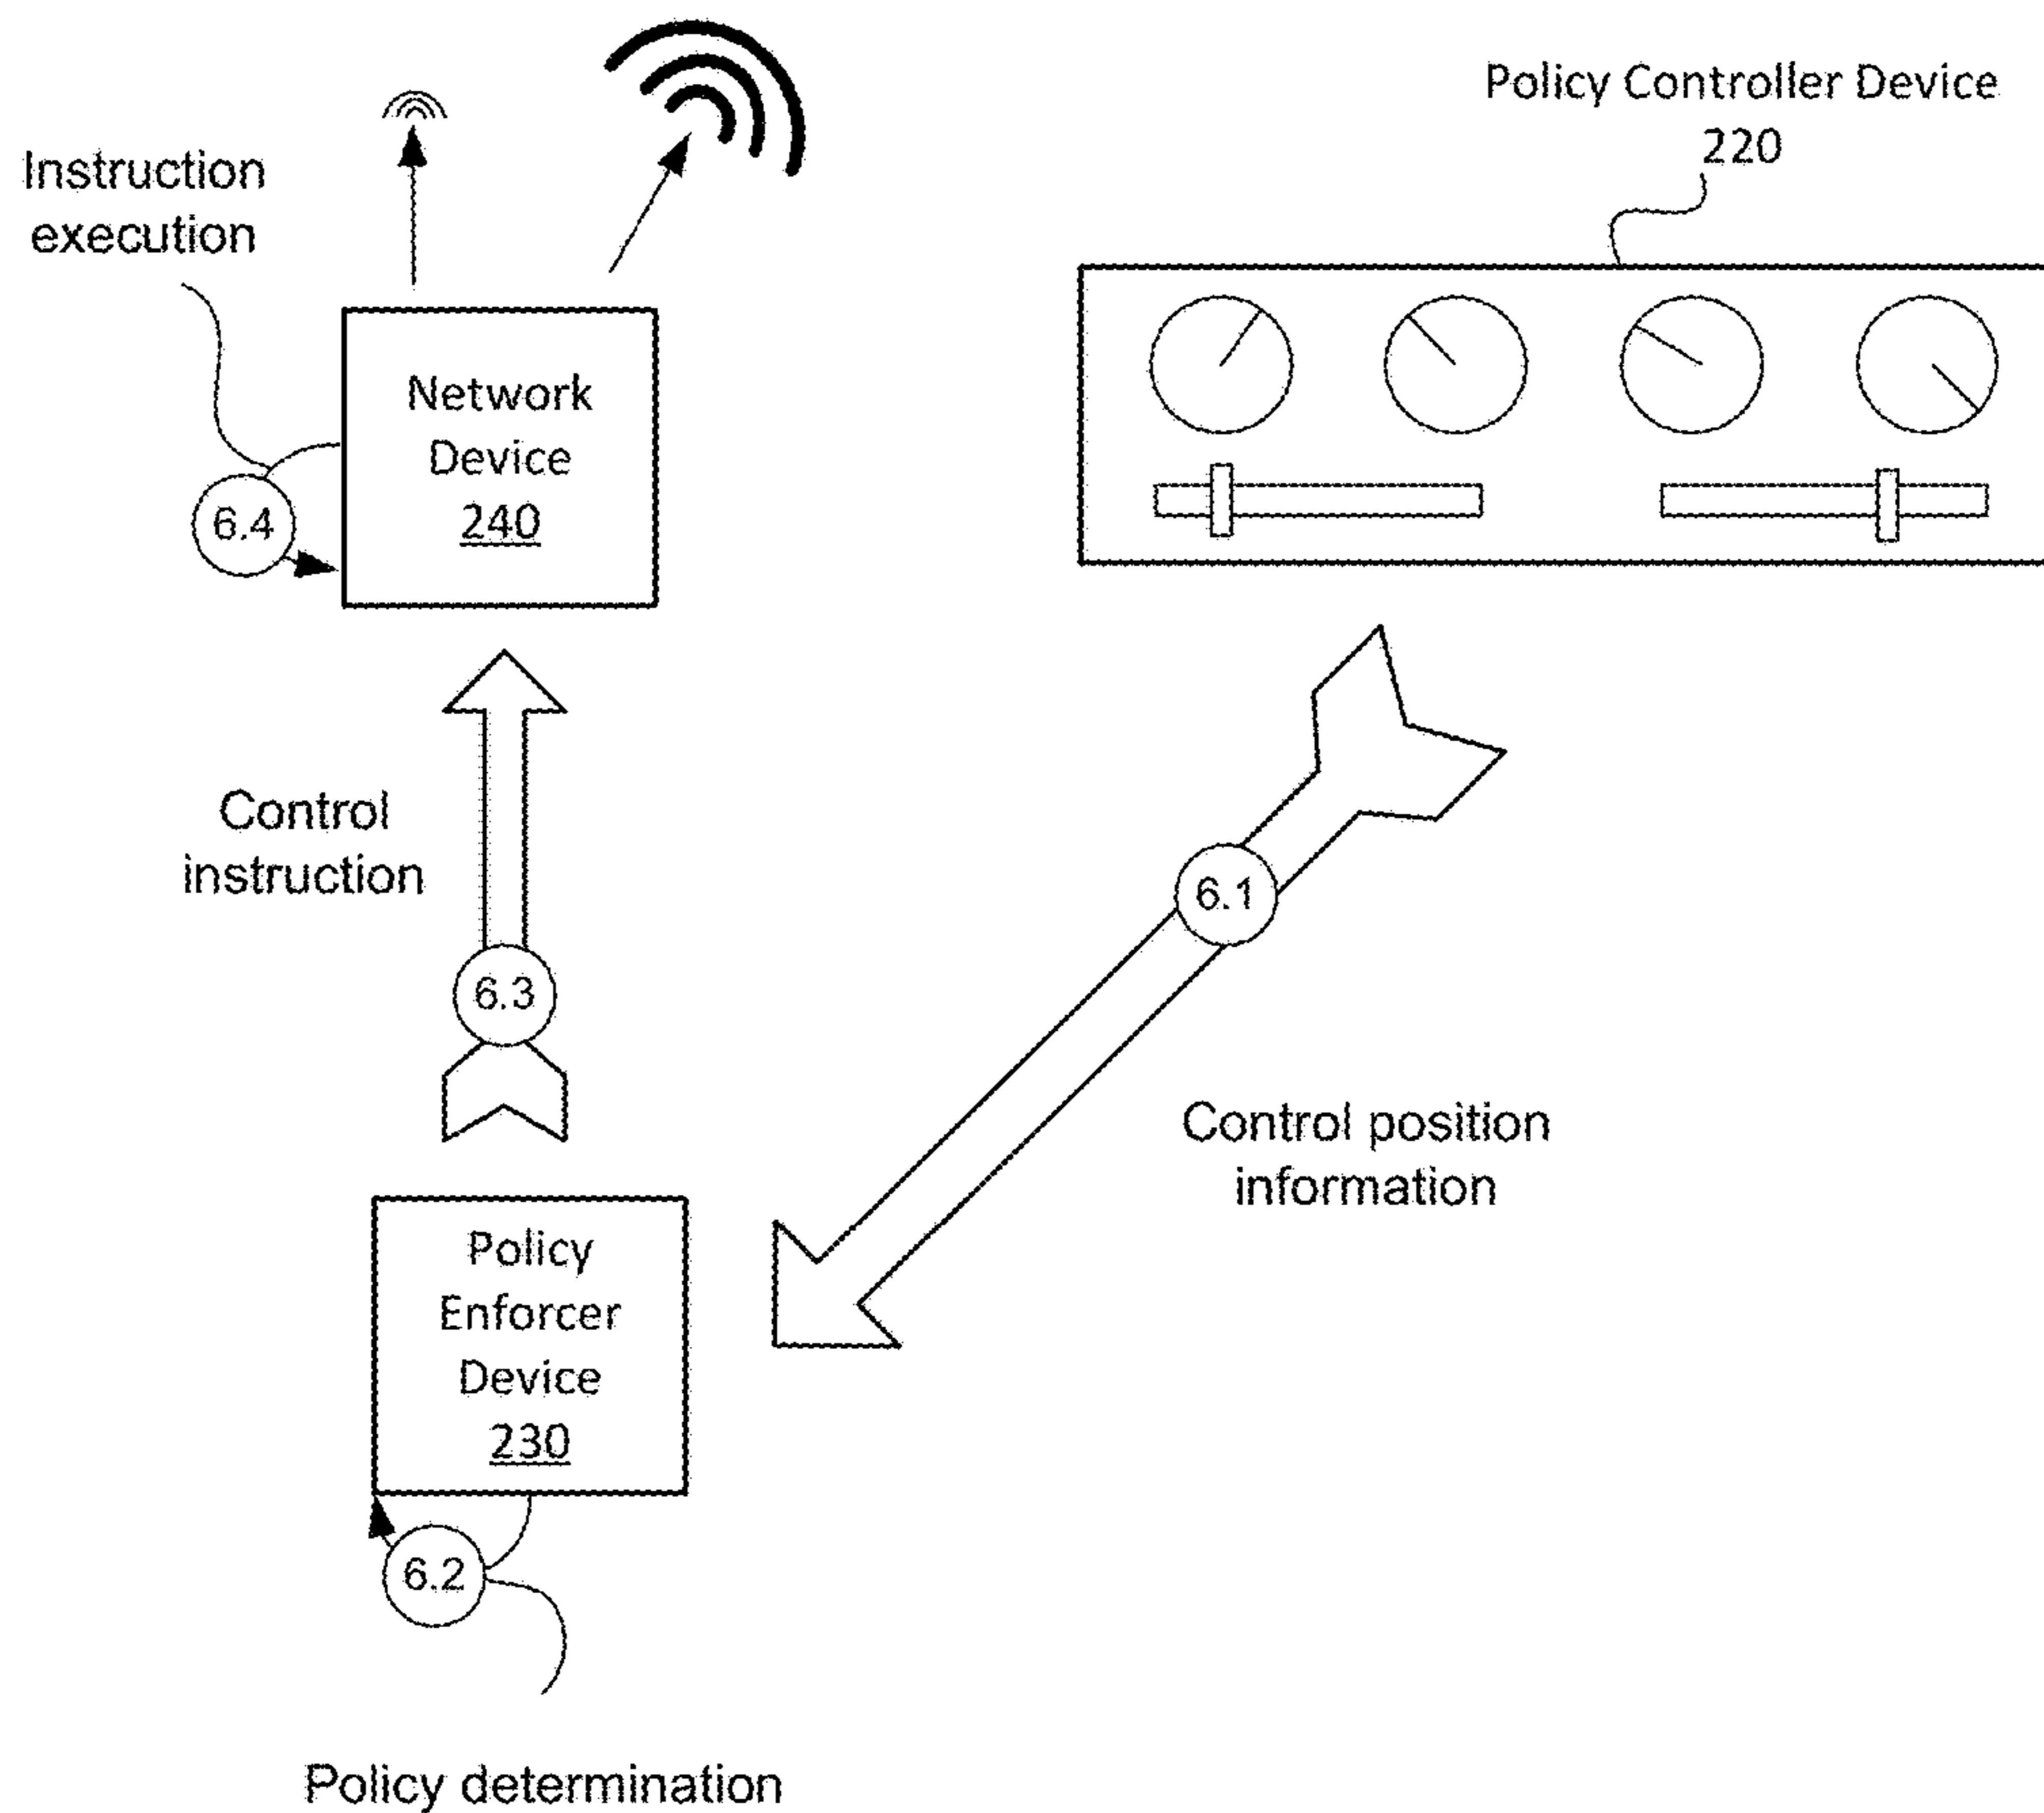 Policy Controller Device
220
Instruction
execution
Network
Device
240
6.4
Control
instruction
6.1
6.3
Control position
information
Policy
Enforcer
Device
230
6.2
Policy determination